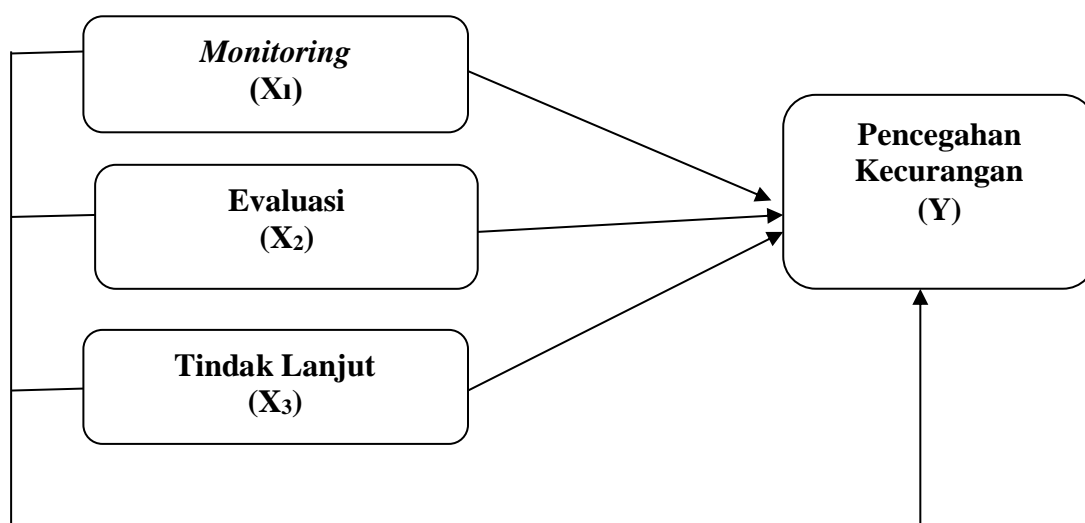 Monitoring
(X1)
Evaluasi
(X2)
Tindak Lanjut
(X3)
Pencegahan
Kecurangan
(Y)